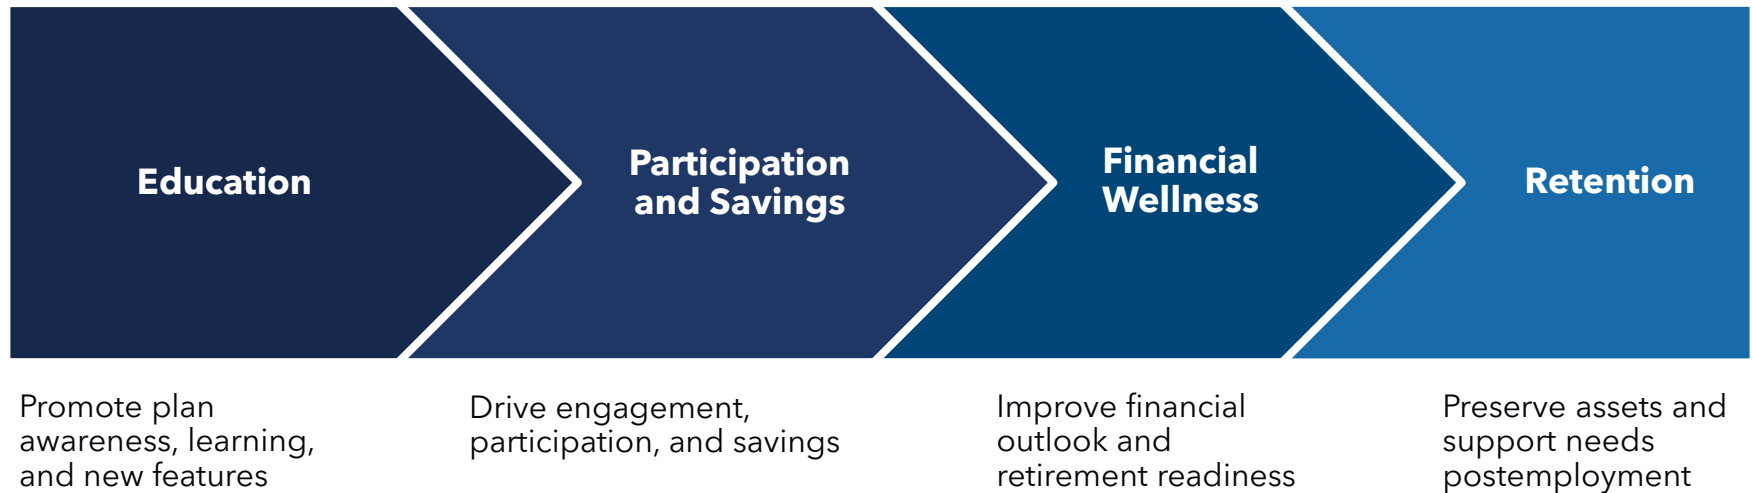 Education
Participation
and Savings
Financial
Wellness
Retention
Promote plan
awareness, learning,
and new features
Drive engagement,
participation, and savings
Improve financial
outlook and
retirement readiness
Preserve assets and
support needs
postemployment